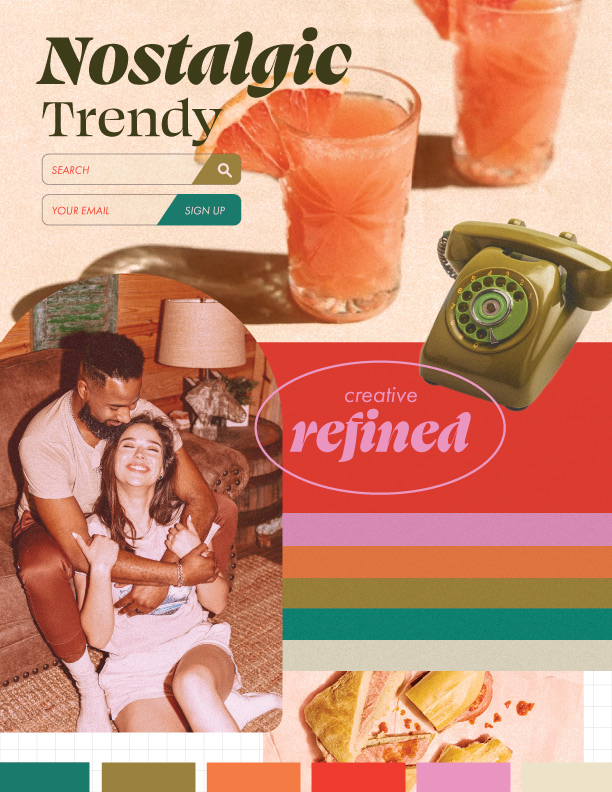 Nostalgic
Trendy
SEARCH
YOUR EMAIL
SIGN UP
creative
refined